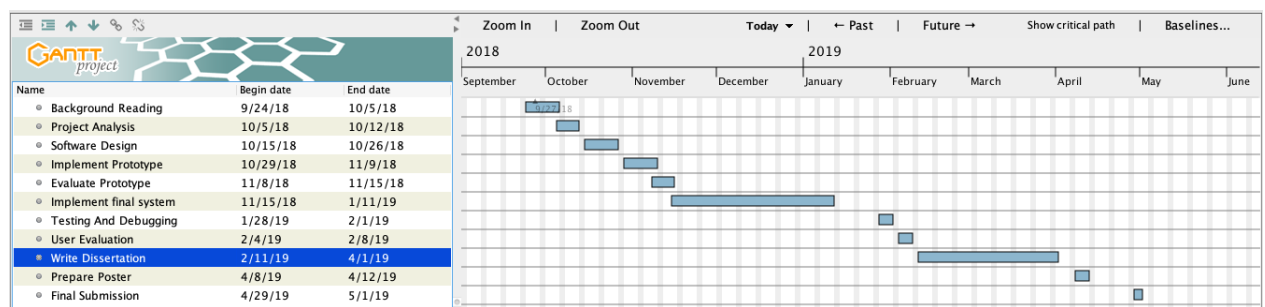 Zoom In | Zoom Out Today ▼ | ← Past | Future → Show critical path | Baselines...
GANTT project
2018 2019
September October November December January February March April May June
Name Begin date End date
Background Reading 9/24/18 10/5/18
9/27/18
Project Analysis 10/5/18 10/12/18
Software Design 10/15/18 10/26/18
Implement Prototype 10/29/18 11/9/18
Evaluate Prototype 11/8/18 11/15/18
Implement final system 11/15/18 1/11/19
Testing And Debugging 1/28/19 2/1/19
User Evaluation 2/4/19 2/8/19
Write Dissertation 2/11/19 4/1/19
Prepare Poster 4/8/19 4/12/19
Final Submission 4/29/19 5/1/19